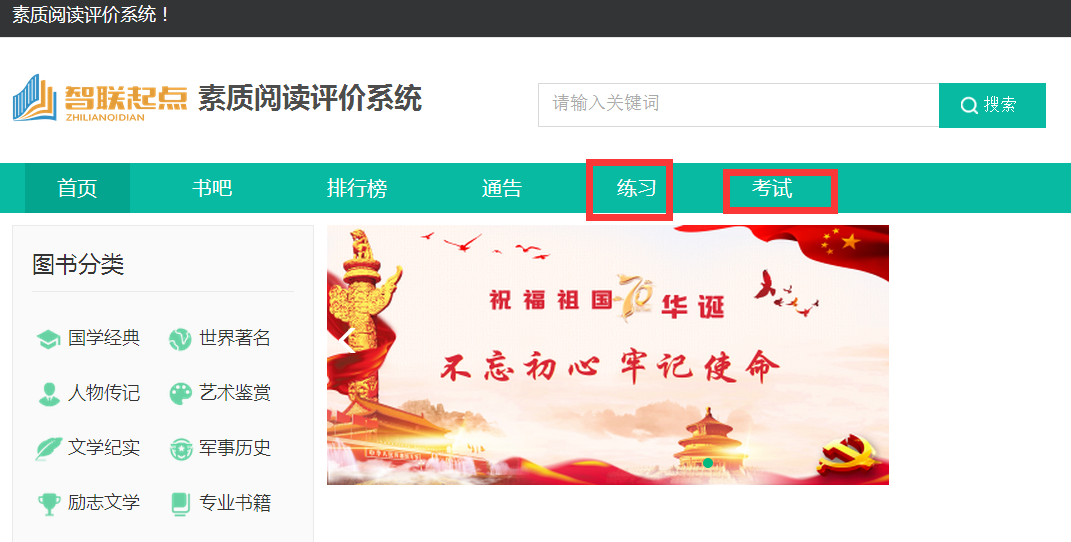 素质阅读评价系统！
智联起点 素质阅读评价系统
ZHILIANQIDIAN
请输入关键词
搜索
首页 书吧 排行榜 通告 练习 考试
图书分类
国学经典 世界著名
人物传记 艺术鉴赏
文学纪实 军事历史
励志文学 专业书籍
祝福祖国70华诞
不忘初心 牢记使命